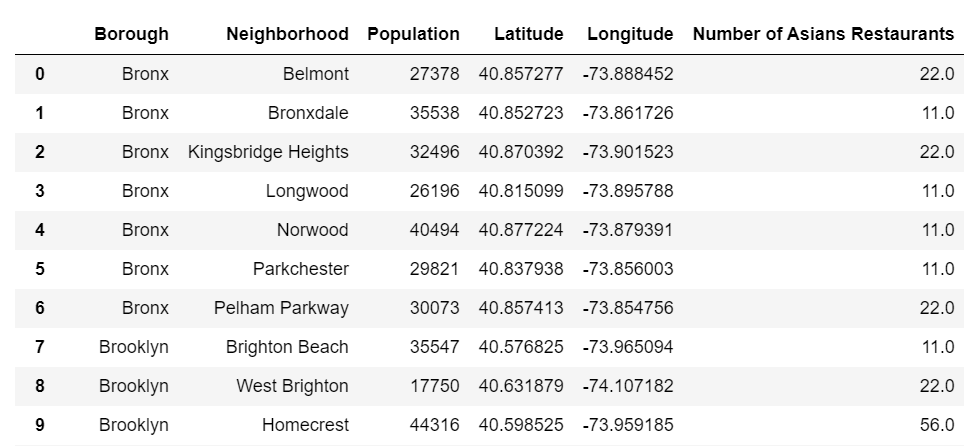 Borough Neighborhood Population Latitude Longitude Number of Asians Restaurants
0 Bronx Belmont 27378 40.857277 -73.888452 22.0
1 Bronx Bronxdale 35538 40.852723 -73.861726 11.0
2 Bronx Kingsbridge Heights 32496 40.870392 -73.901523 22.0
3 Bronx Longwood 26196 40.815099 -73.895788 11.0
4 Bronx Norwood 40494 40.877224 -73.879391 11.0
5 Bronx Parkchester 29821 40.837938 -73.856003 11.0
6 Bronx Pelham Parkway 30073 40.857413 -73.854756 22.0
7 Brooklyn Brighton Beach 35547 40.576825 -73.965094 11.0
8 Brooklyn West Brighton 17750 40.631879 -74.107182 22.0
9 Brooklyn Homecrest 44316 40.598525 -73.959185 56.0